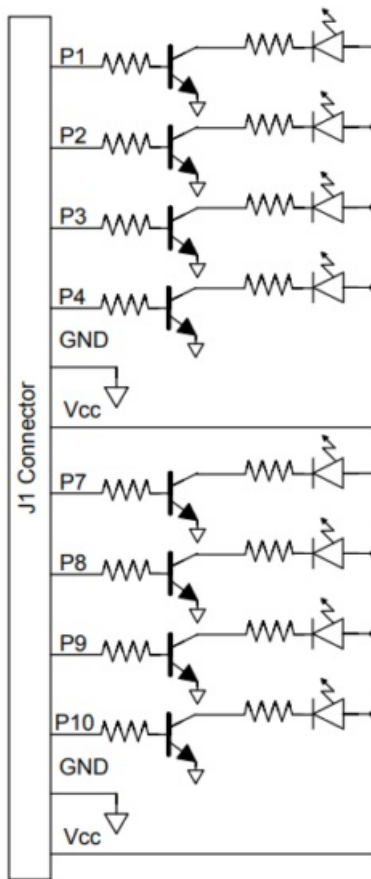 J1 Connector
P1
P2
P3
P4
GND
Vcc
P7
P8
P9
P10
GND
Vcc